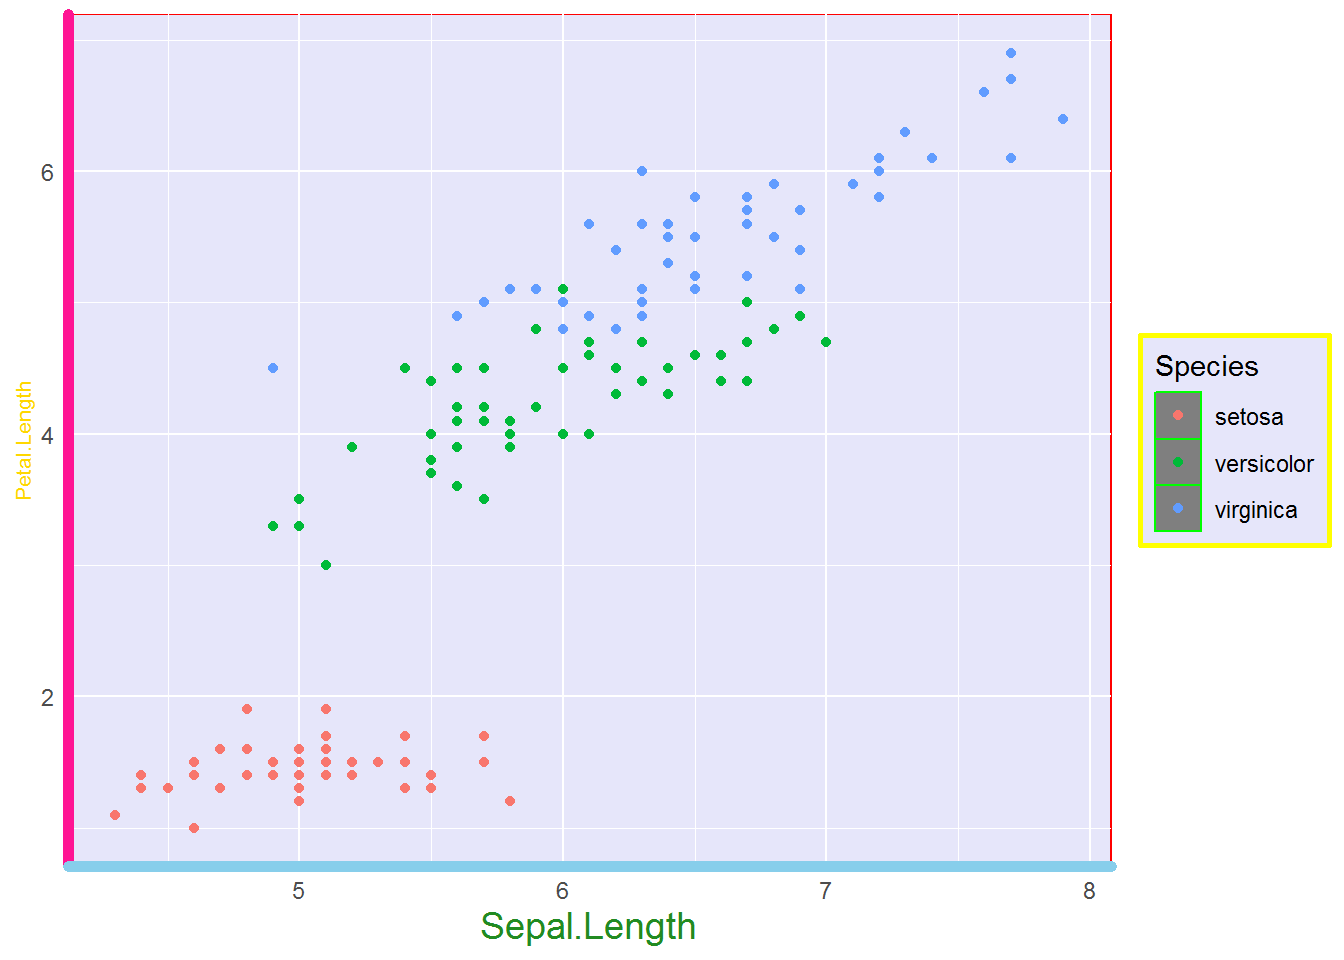 6
4
2
Petal.Length
5 6 7 8
Sepal.Length
Species
setosa
versicolor
virginica